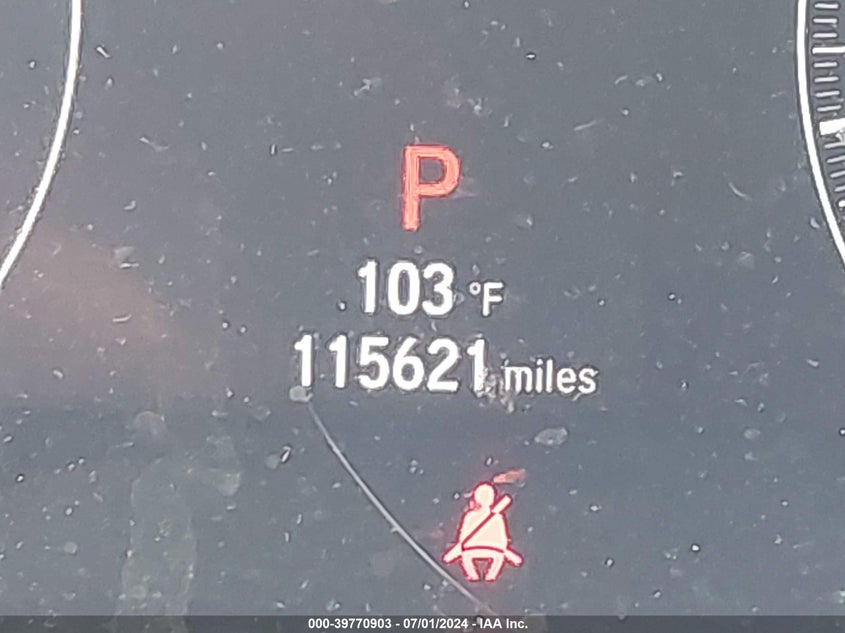 P
103 °F
115621 miles
000-39770903 - 07/01/2024 - IAA Inc.